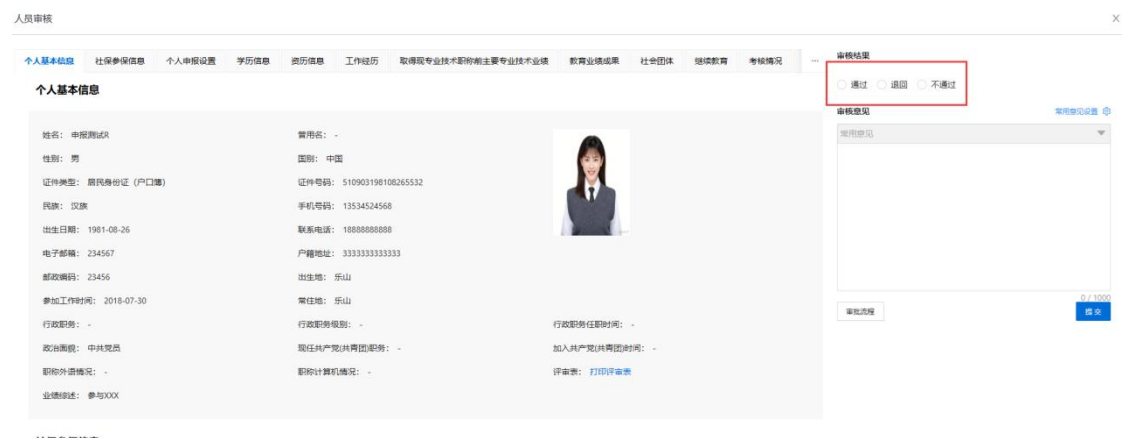 人员审核
个人基本信息 社保参保信息 个人申报设置 学历信息 资历信息 工作经历 取得现专业技术职称前主要专业技术业绩 教育业绩成果 社会团体 继续教育 考核情况 ...
个人基本信息
姓名： 申报测试R 曾用名： -
性别： 男 国别： 中国
证件类型： 居民身份证（户口簿） 证件号码： 510903198108265532
民族： 汉族 手机号码： 13534524568
出生日期： 1981-08-26 联系电话： 18888888888
电子邮箱： 234567 户籍地址： 3333333333333
邮政编码： 23456 出生地： 乐山
参加工作时间： 2018-07-30 常住地： 乐山
行政职务： - 行政职务级别： - 行政职务任职时间： -
政治面貌： 中共党员 现任共产党(共青团)职务： - 加入共产党(共青团)时间： -
职称外语情况： - 职称计算机情况： - 评审表： 打印评审表
业绩综述： 参与XXX
审核结果
通过 退回 不通过
审核意见 常用意见设置
常用意见
0 / 1000
审批流程 提交